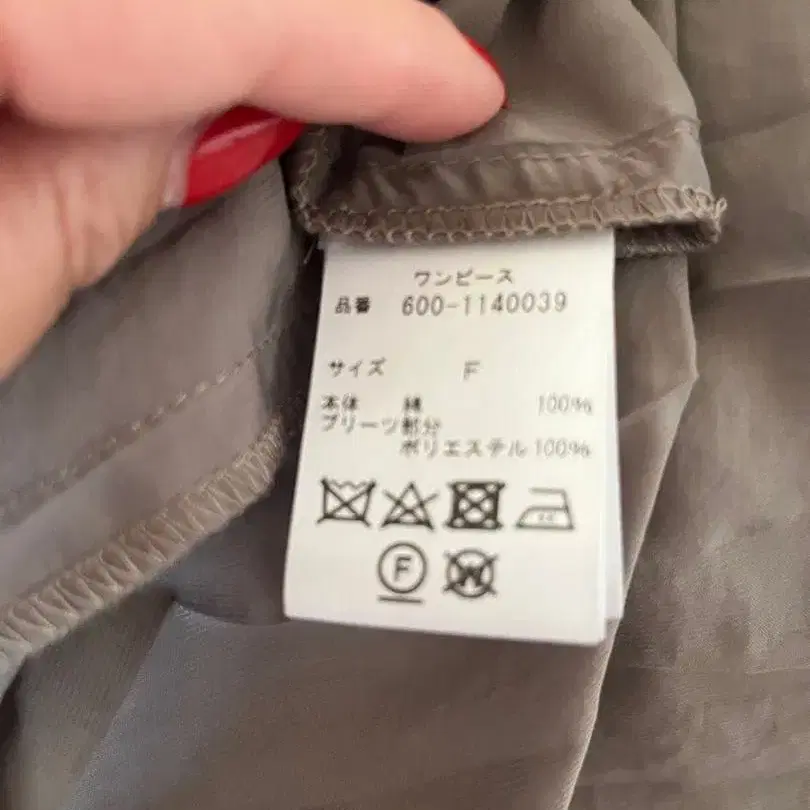 ワンピース
品番 600-1140039
サイズ F
本体 綿 100%
プリーツ部分
ポリエステル 100%
F
W